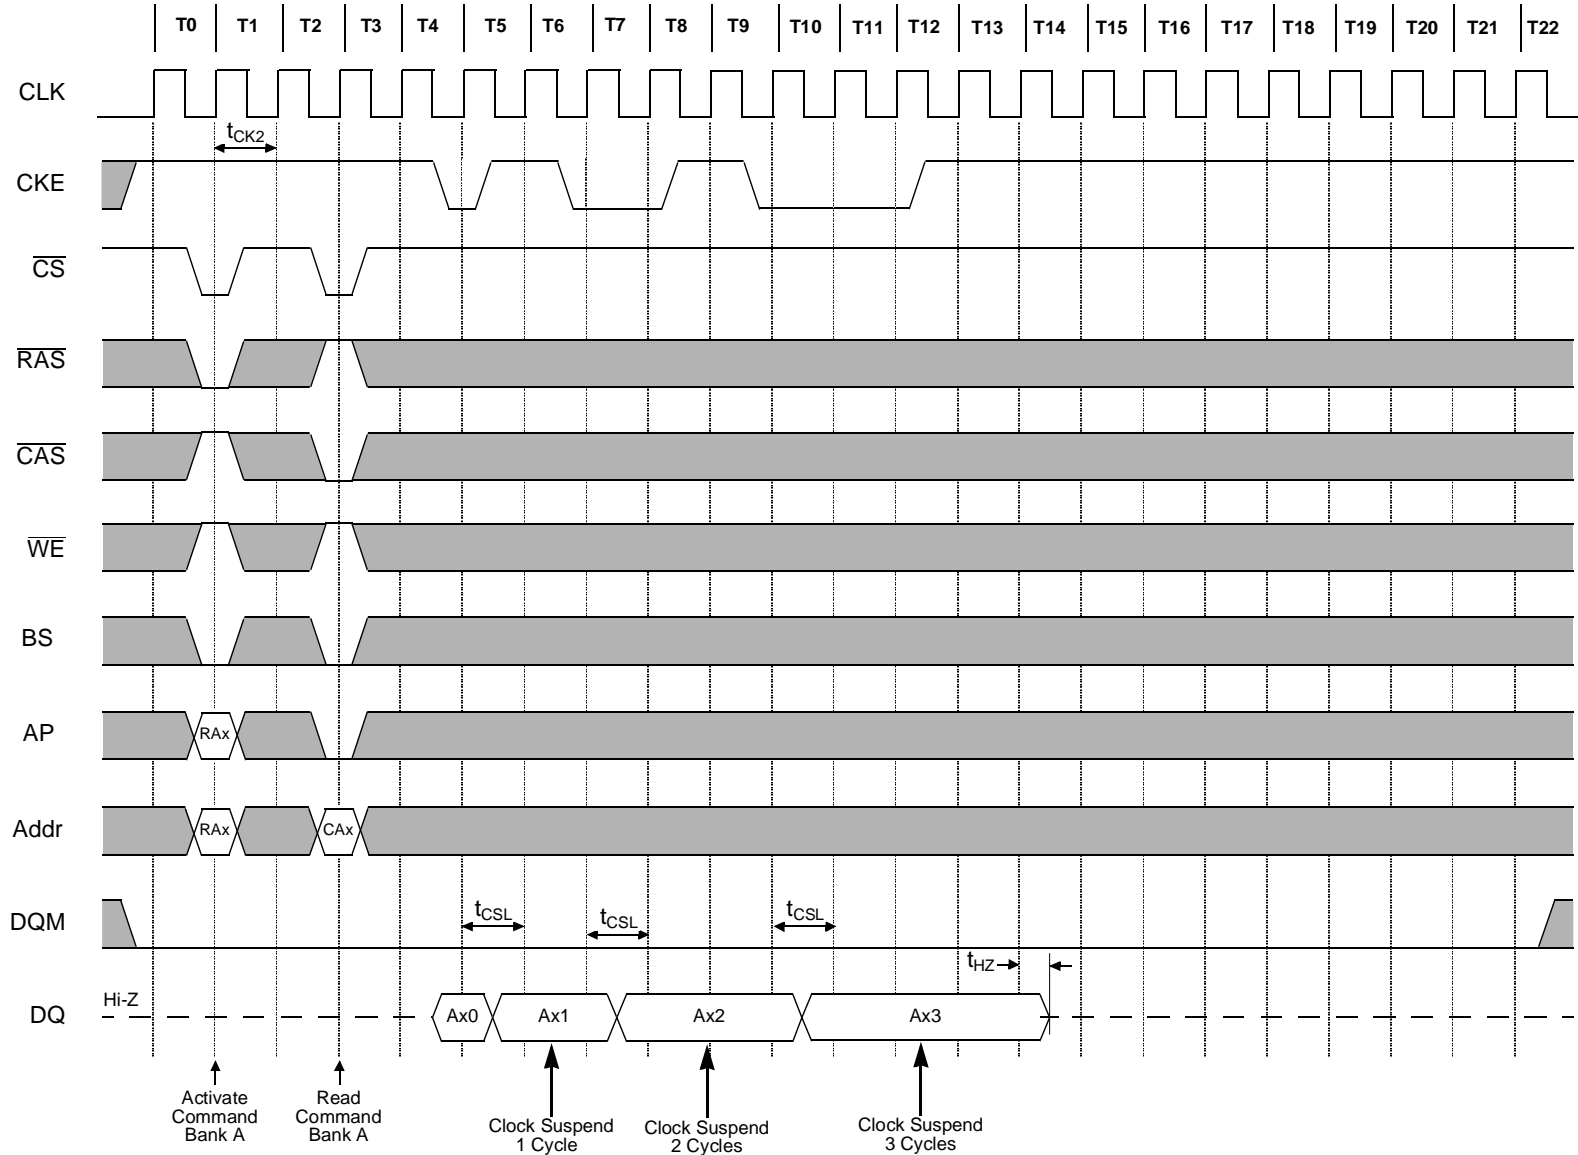 T0 T1 T2 T3 T4 T5 T6 T7 T8 T9 T10 T11 T12 T13 T14 T15 T16 T17 T18 T19 T20 T21 T22
CLK
tCK2
CKE
CS
RAS
CAS
WE
BS
AP RAx
Addr RAx CAx
DQM tCSL tCSL tCSL
tHZ
Hi-Z
DQ Ax0 Ax1 Ax2 Ax3
Activate
Command
Bank A
Read
Command
Bank A
Clock Suspend
1 Cycle
Clock Suspend
2 Cycles
Clock Suspend
3 Cycles